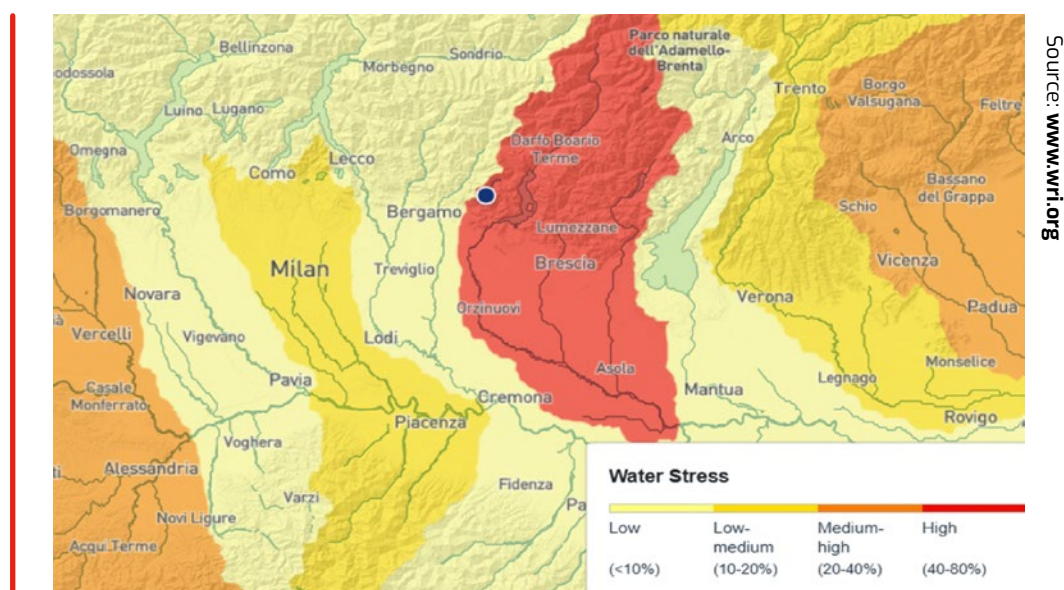 Bellinzona
Sondrio
Parco naturale
dell'Adamello-
Brenta
Morbegno
Trento
Borgo
Valsugana
Feltre
Luino
Lugano
Arco
Omegna
Darfo Boario
Terme
Lecco
Como
Bassano
del Grappa
Borgomanero
Bergamo
Schio
Lumezzane
Milan
Treviglio
Brescia
Vicenza
Novara
Verona
Orzinuovi
Padua
Vercelli
Vigevano
Lodi
Monselice
Asola
Pavia
Legnago
Casale
Monferrato
Cremona
Mantua
Piacenza
Rovigo
Voghera
Alessandria
Fidenza
Varzi
Pa
Novi Ligure
Acqui Terme
Water Stress
Low
Low-
medium
Medium-
high
High
(<10%)
(10-20%)
(20-40%)
(40-80%)
Source: www.wri.org